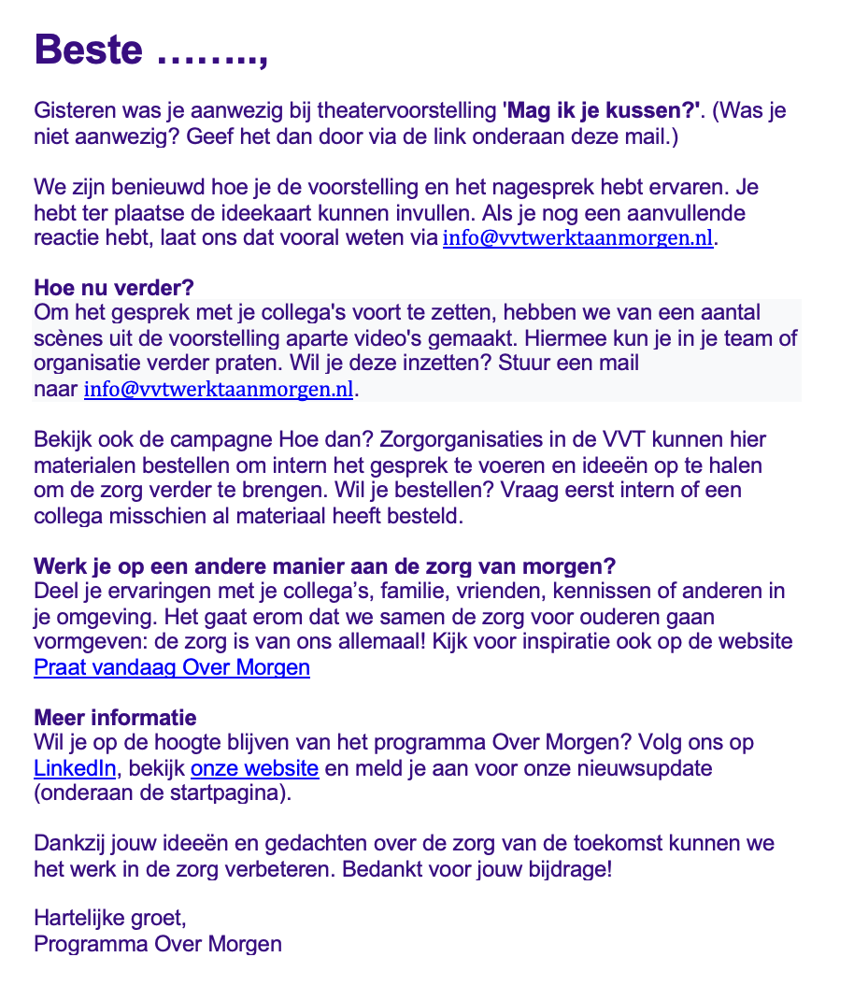 Beste ……..,
Gisteren was je aanwezig bij theatervoorstelling 'Mag ik je kussen?'. (Was je
niet aanwezig? Geef het dan door via de link onderaan deze mail.)
We zijn benieuwd hoe je de voorstelling en het nagesprek hebt ervaren. Je
hebt ter plaatse de ideekaart kunnen invullen. Als je nog een aanvullende
reactie hebt, laat ons dat vooral weten via info@vvtwerktaanmorgen.nl.
Hoe nu verder?
Om het gesprek met je collega's voort te zetten, hebben we van een aantal
scènes uit de voorstelling aparte video's gemaakt. Hiermee kun je in je team of
organisatie verder praten. Wil je deze inzetten? Stuur een mail
naar info@vvtwerktaanmorgen.nl.
Bekijk ook de campagne Hoe dan? Zorgorganisaties in de VVT kunnen hier
materialen bestellen om intern het gesprek te voeren en ideeën op te halen
om de zorg verder te brengen. Wil je bestellen? Vraag eerst intern of een
collega misschien al materiaal heeft besteld.
Werk je op een andere manier aan de zorg van morgen?
Deel je ervaringen met je collega’s, familie, vrienden, kennissen of anderen in
je omgeving. Het gaat erom dat we samen de zorg voor ouderen gaan
vormgeven: de zorg is van ons allemaal! Kijk voor inspiratie ook op de website
Praat vandaag Over Morgen
Meer informatie
Wil je op de hoogte blijven van het programma Over Morgen? Volg ons op
LinkedIn, bekijk onze website en meld je aan voor onze nieuwsupdate
(onderaan de startpagina).
Dankzij jouw ideeën en gedachten over de zorg van de toekomst kunnen we
het werk in de zorg verbeteren. Bedankt voor jouw bijdrage!
Hartelijke groet,
Programma Over Morgen